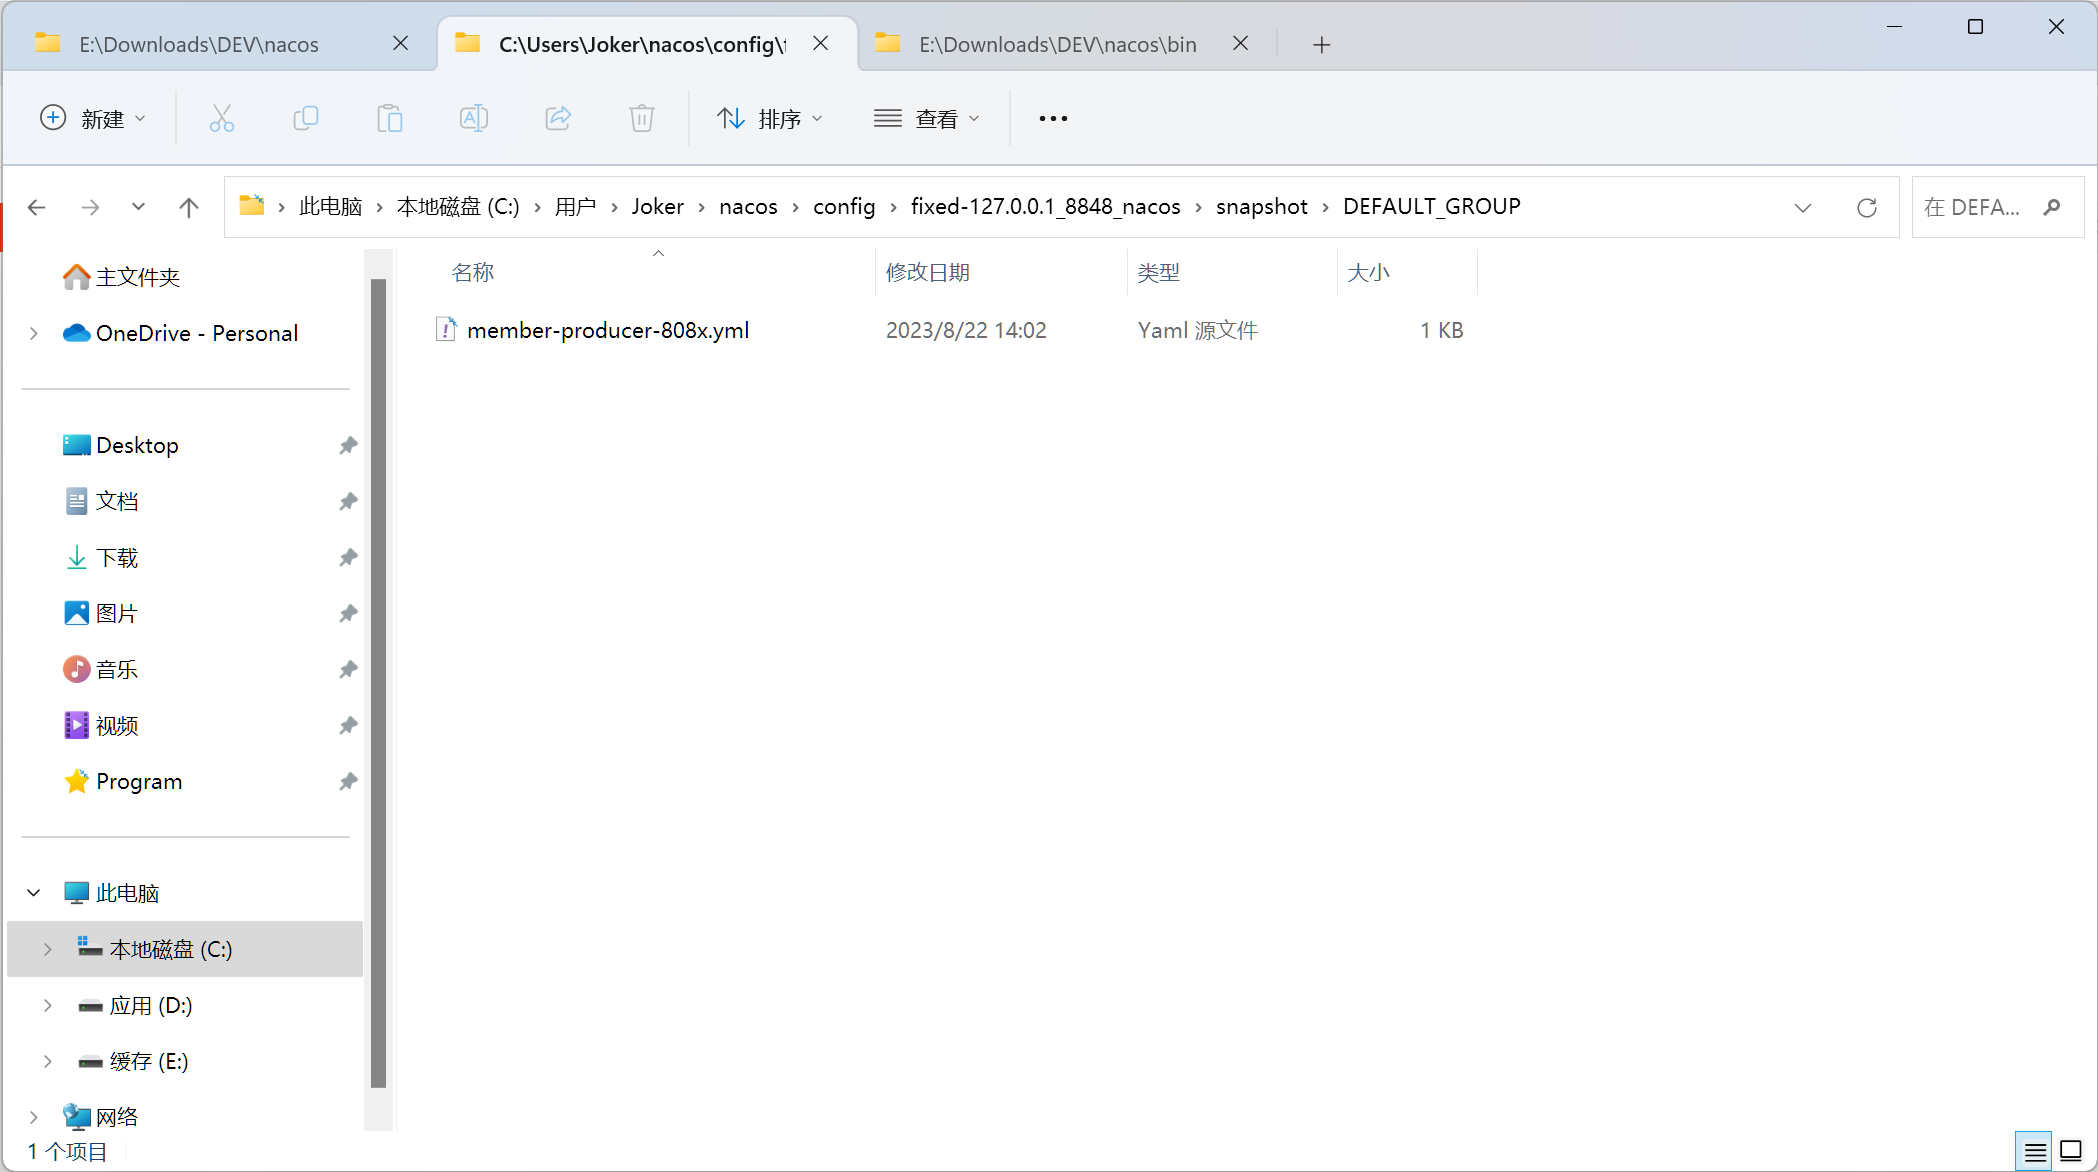 E:\Downloads\DEV\nacos
C:\Users\Joker\nacos\config\f
E:\Downloads\DEV\nacos\bin
新建
排序
查看
此电脑 › 本地磁盘 (C:) › 用户 › Joker › nacos › config › fixed-127.0.0.1_8848_nacos › snapshot › DEFAULT_GROUP
在 DEFA...
主文件夹
OneDrive - Personal
Desktop
文档
下载
图片
音乐
视频
Program
此电脑
本地磁盘 (C:)
应用 (D:)
缓存 (E:)
网络
名称 修改日期 类型 大小
member-producer-808x.yml 2023/8/22 14:02 Yaml 源文件 1 KB
1 个项目